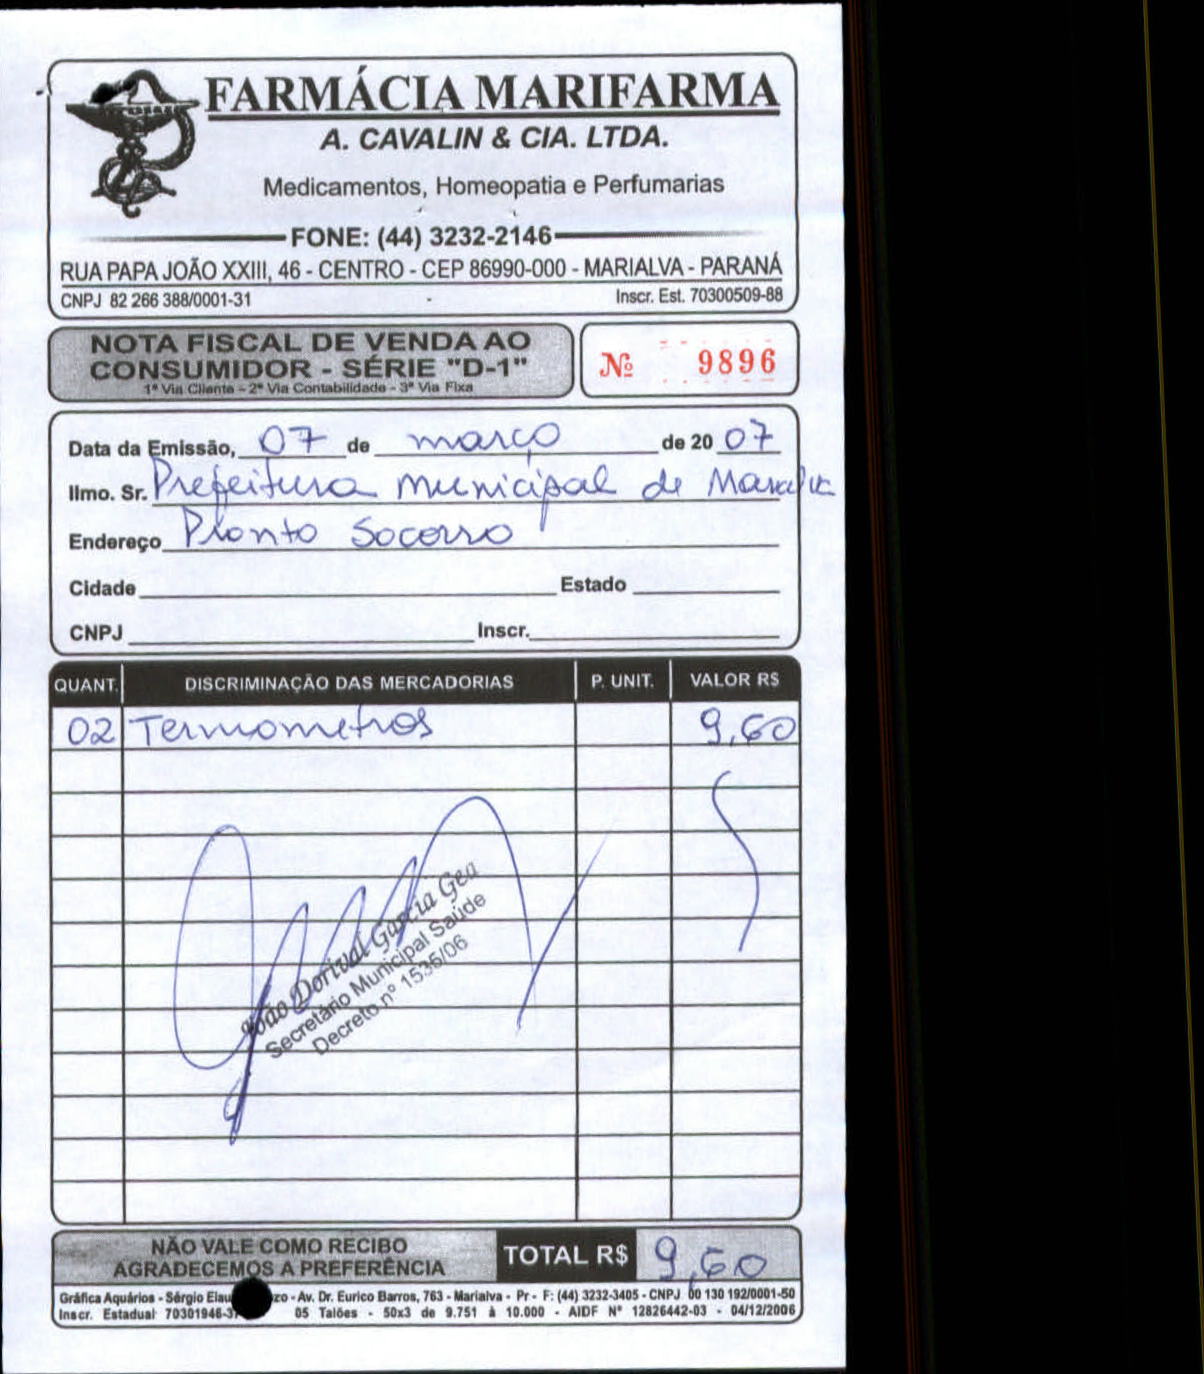 FARMÁCIA MARIFARMA
A. CAVALIN & CIA. LTDA.
Medicamentos, Homeopatia e Perfumarias
FONE: (44) 3232-2146
RUA PAPA JOÃO XXIII, 46 - CENTRO - CEP 86990-000 - MARIALVA - PARANÁ
CNPJ 82 266 388/0001-31 Inscr. Est. 70300509-88
NOTA FISCAL DE VENDA AO
CONSUMIDOR - SÉRIE "D-1"
1ª Via Cliente - 2ª Via Contabilidade - 3ª Via Fixa
Nº 9896
Data da Emissão, 07 de março de 20 07
Ilmo. Sr. Prefeitura Municipal de Marialva
Endereço Pronto Socorro
Cidade Estado
CNPJ Inscr.
QUANT. DISCRIMINAÇÃO DAS MERCADORIAS P. UNIT. VALOR R$
02 Termometros 9,60
João Dorival Garcia Gea
Secretário Municipal Saúde
Decreto nº 1535/06
NÃO VALE COMO RECIBO
AGRADECEMOS A PREFERÊNCIA
TOTAL R$ 9,60
Gráfica Aquários - Sérgio - Av. Dr. Eurico Barros, 763 - Marialva - Pr - F: (44) 3232-3405 - CNPJ 00 130 192/0001-50
Inscr. Estadual 70301946-3 05 Talões - 50x3 de 9.751 à 10.000 - AIDF Nº 12826442-03 - 04/12/2006